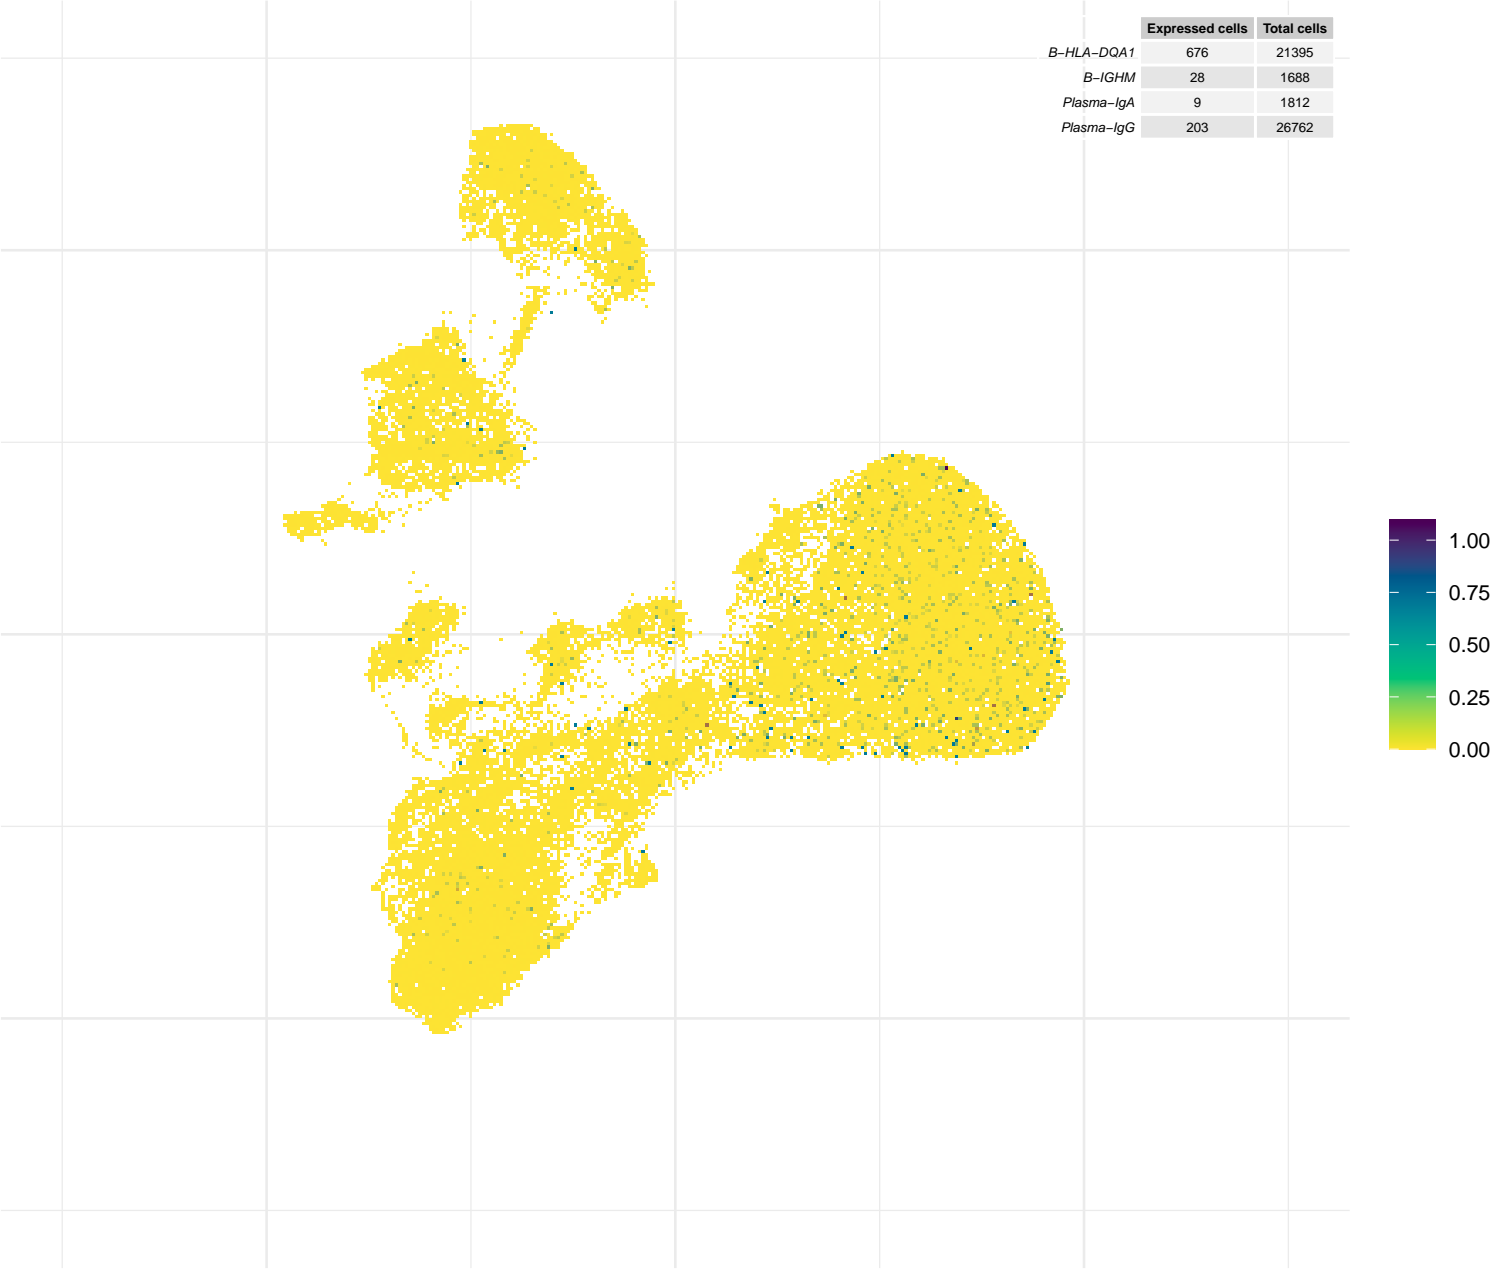 Expressed cells Total cells
B−HLA−DQA1 676 21395
B−IGHM 28 1688
Plasma−IgA 9 1812
Plasma−IgG 203 26762
1.00
0.75
0.50
0.25
0.00